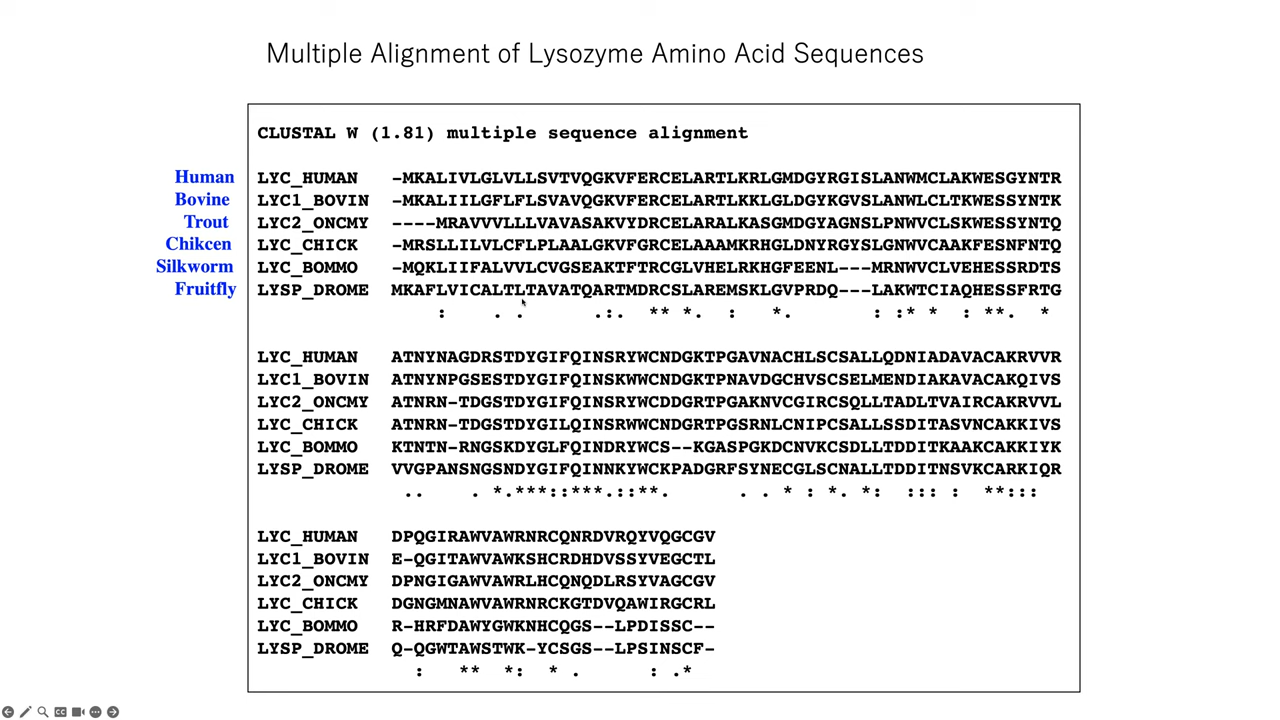 Multiple Alignment of Lysozyme Amino Acid Sequences
CLUSTAL W (1.81) multiple sequence alignment
Human LYC_HUMAN -MKALIVLGLVLLSVTVQGKVFERCELARTLKRLGMDGYRGISLANWMCLAKWESGYNTR
Bovine LYC1_BOVIN -MKALIILGFLFLSVAVQGKVFERCELARTLKKLGLDGYKGVSLANWLCLTKWESSYNTK
Trout LYC2_ONCMY ----MRAVVVLLLVAVASAKVYDRCELARALKASGMDGYAGNSLPNWVCLSKWESSYNTQ
Chikcen LYC_CHICK -MRSLLILVLCFLPLAALGKVFGRCELAAAMKRHGLDNYRGYSLGNWVCAAKFESNFNTQ
Silkworm LYC_BOMMO -MQKLIIFALVVLCVGSEAKTFTRCGLVHELRKHGFEENL---MRNWVCLVEHESSRDTS
Fruitfly LYSP_DROME MKAFLVICALTLTAVATQARTMDRCSLAREMSKLGVPRDQ---LAKWTCIAQHESSFRTG
: . . .:. ** *. : *. : :* * : **. *
LYC_HUMAN ATNYNAGDRSTDYGIFQINSRYWCNDGKTPGAVNACHLSCSALLQDNIADAVACAKRVVR
LYC1_BOVIN ATNYNPGSESTDYGIFQINSKWWCNDGKTPNAVDGCHVSCSELMENDIAKAVACAKQIVS
LYC2_ONCMY ATNRN-TDGSTDYGIFQINSRYWCDDGRTPGAKNVCGIRCSQLLTADLTVAIRCAKRVVL
LYC_CHICK ATNRN-TDGSTDYGILQINSRWWCNDGRTPGSRNLCNIPCSALLSSDITASVNCAKKIVS
LYC_BOMMO KTNTN-RNGSKDYGLFQINDRYWCS--KGASPGKDCNVKCSDLLTDDITKAAKCAKKIYK
LYSP_DROME VVGPANSNGSNDYGIFQINNKYWCKPADGRFSYNECGLSCNALLTDDITNSVKCARKIQR
.. . *.***::***.::**. . . * : *. *: ::: : **:::
LYC_HUMAN DPQGIRAWVAWRNRCQNRDVRQYVQGCGV
LYC1_BOVIN E-QGITAWVAWKSHCRDHDVSSYVEGCTL
LYC2_ONCMY DPNGIGAWVAWRLHCQNQDLRSYVAGCGV
LYC_CHICK DGNGMNAWVAWRNRCKGTDVQAWIRGCRL
LYC_BOMMO R-HRFDAWYGWKNHCQGS--LPDISSC--
LYSP_DROME Q-QGWTAWSTWK-YCSGS--LPSINSCF-
: ** *: * . : .*
CC